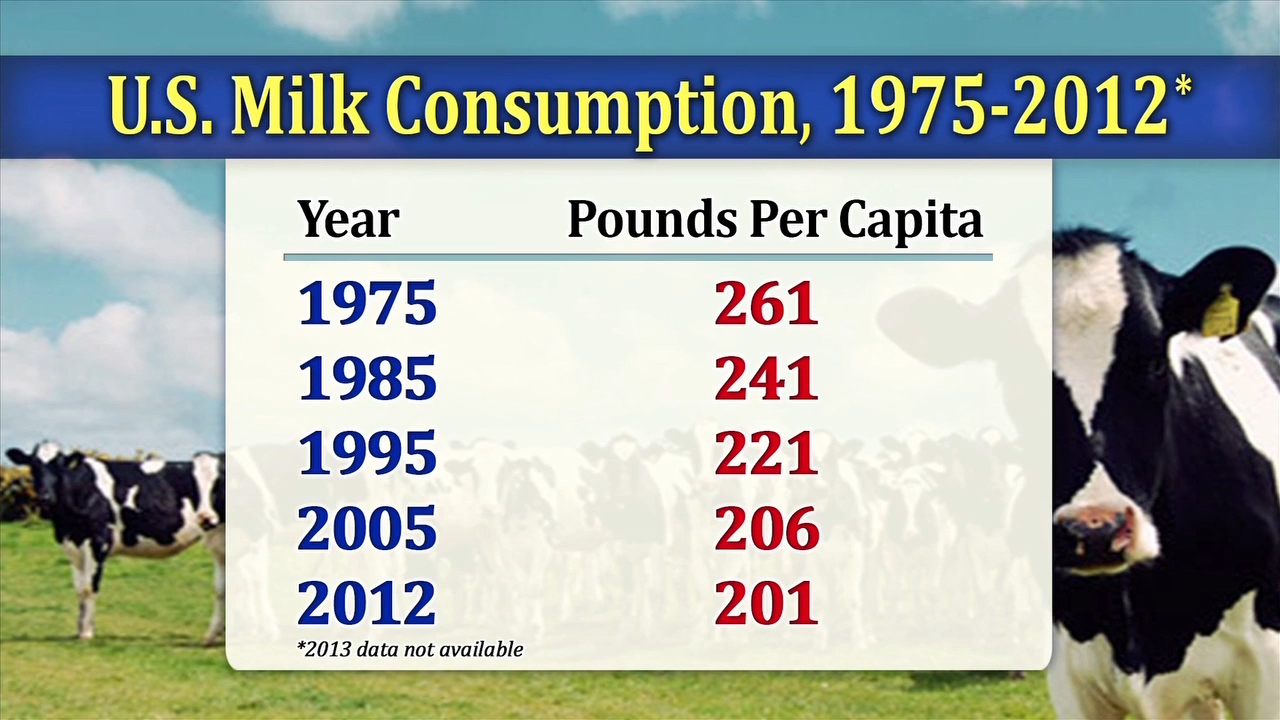 U.S. Milk Consumption, 1975-2012*
Year Pounds Per Capita
1975 261
1985 241
1995 221
2005 206
2012 201
*2013 data not available